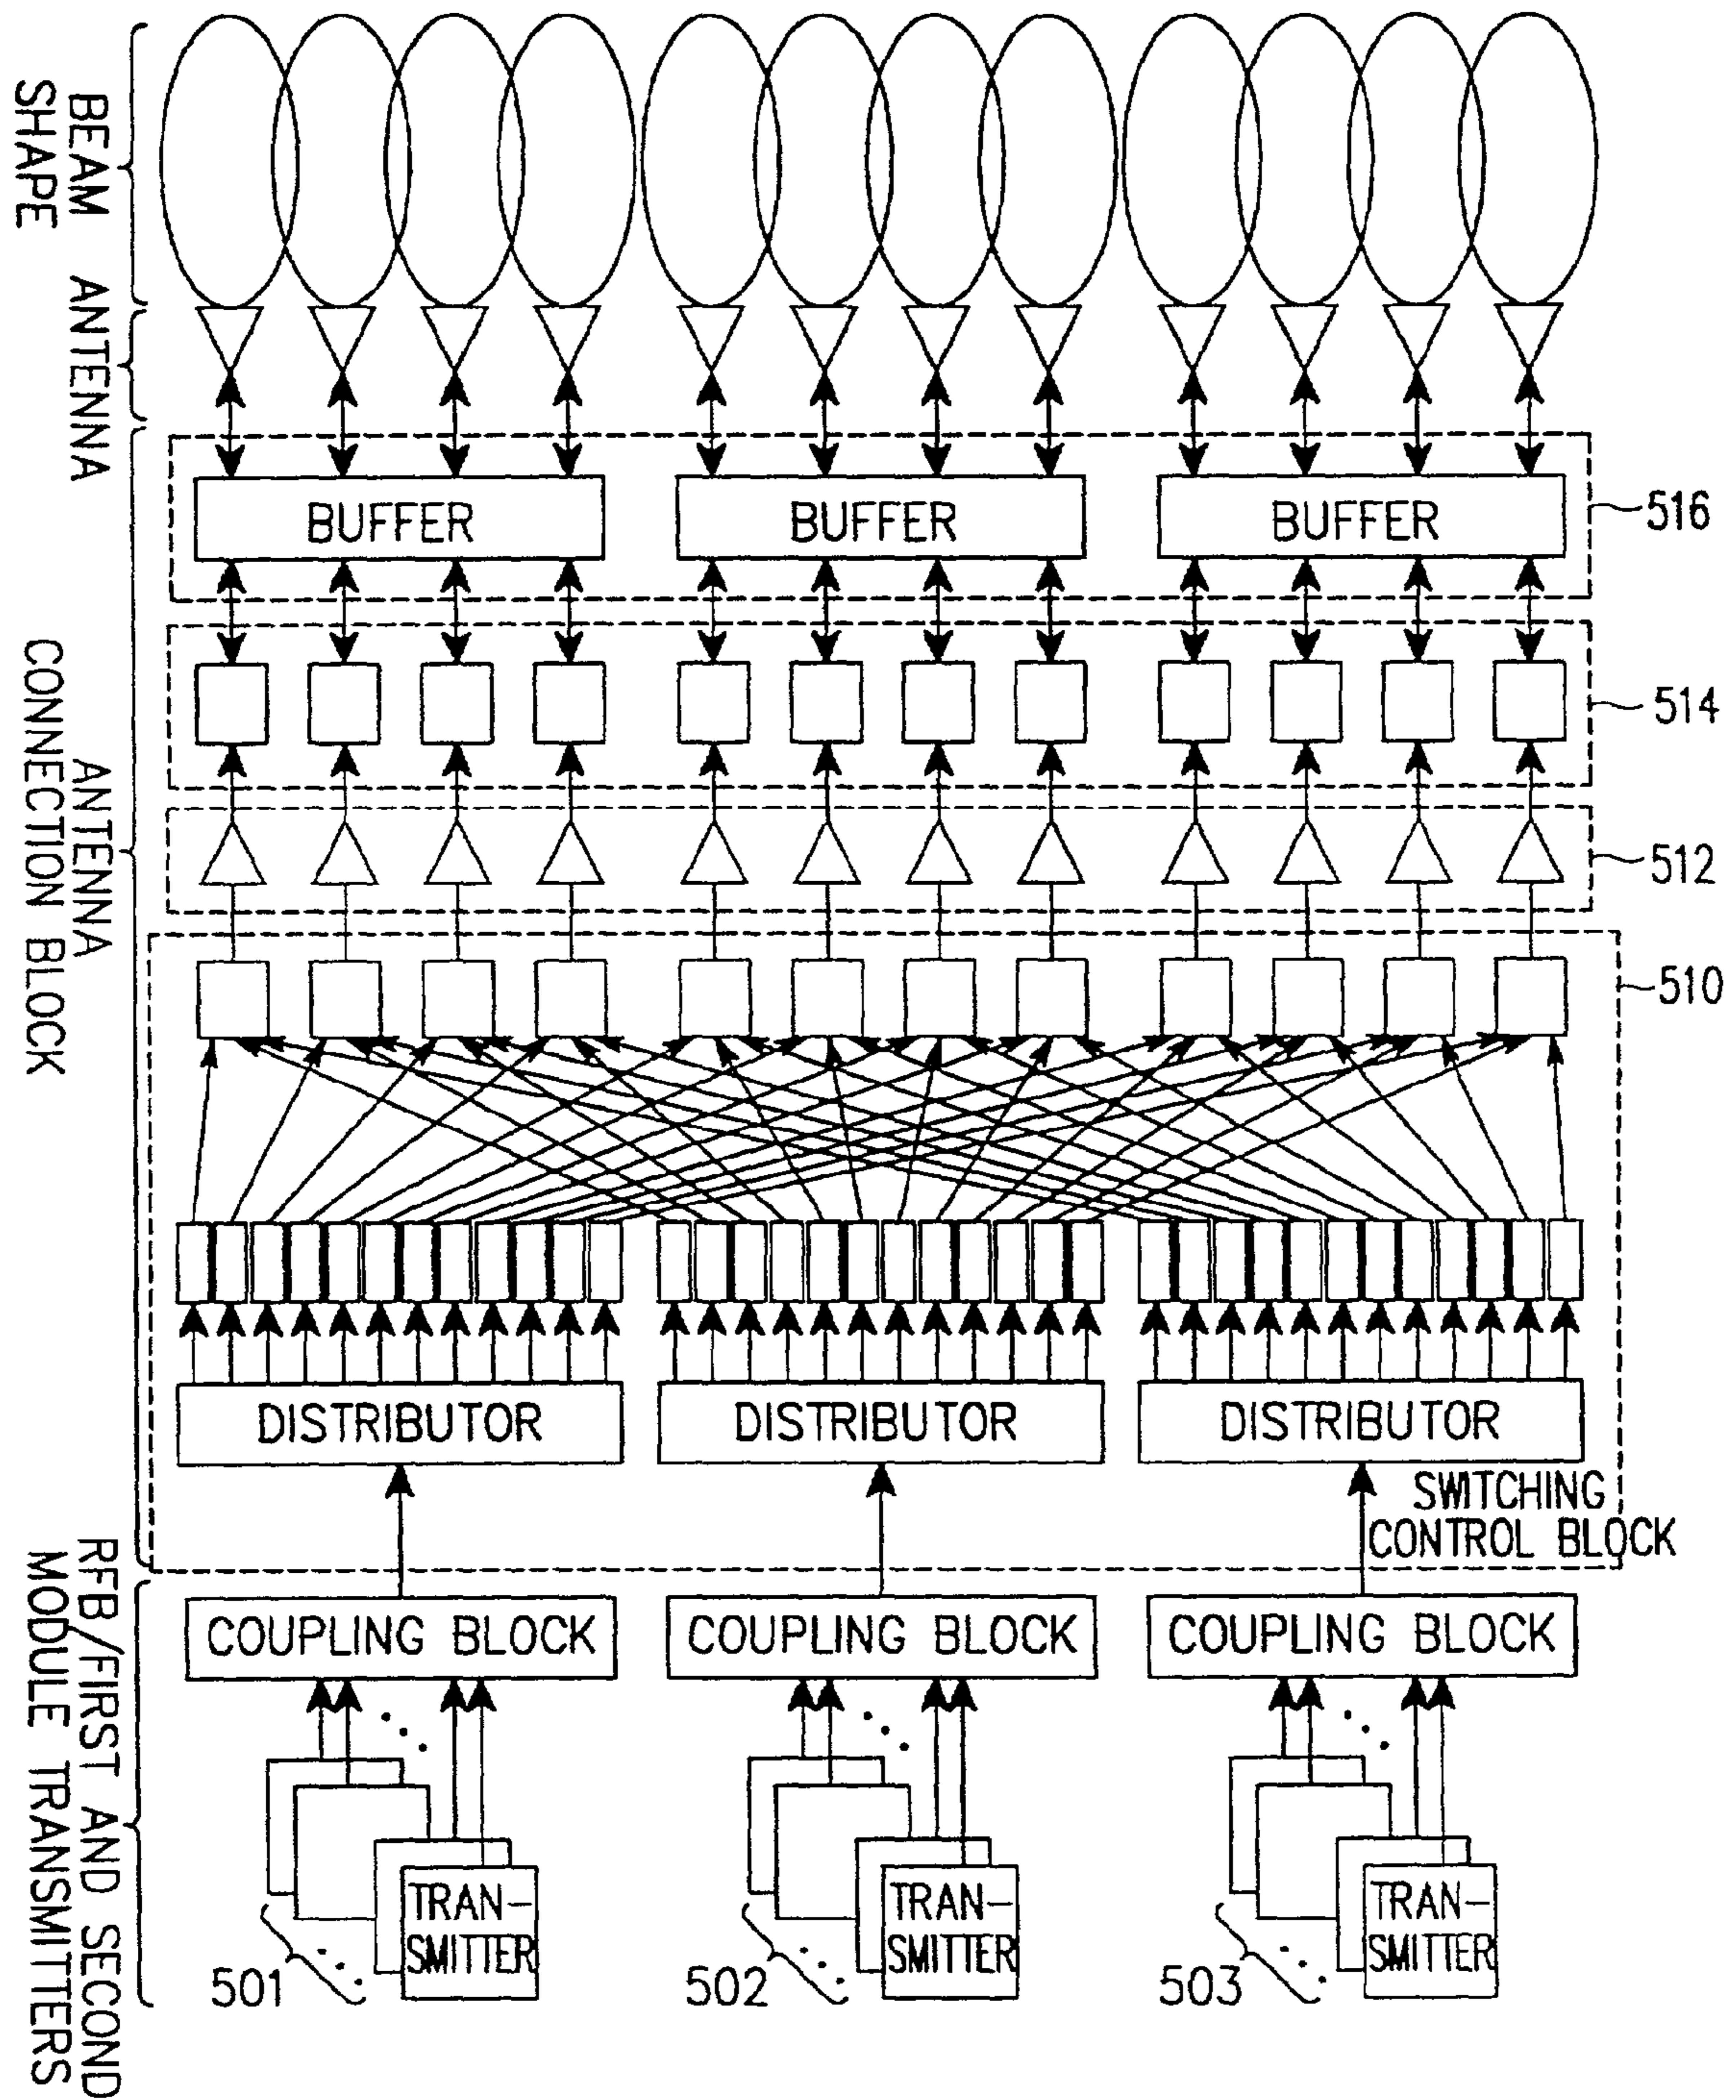 BEAM
SHAPE
ANTENNA
BUFFER
BUFFER
BUFFER
516
514
ANTENNA
CONNECTION BLOCK
512
510
DISTRIBUTOR
DISTRIBUTOR
DISTRIBUTOR
SWITCHING
CONTROL BLOCK
RFB/FIRST AND SECOND
MODULE TRANSMITTERS
COUPLING BLOCK
COUPLING BLOCK
COUPLING BLOCK
TRAN-
SMITTER
TRAN-
SMITTER
TRAN-
SMITTER
501
502
503